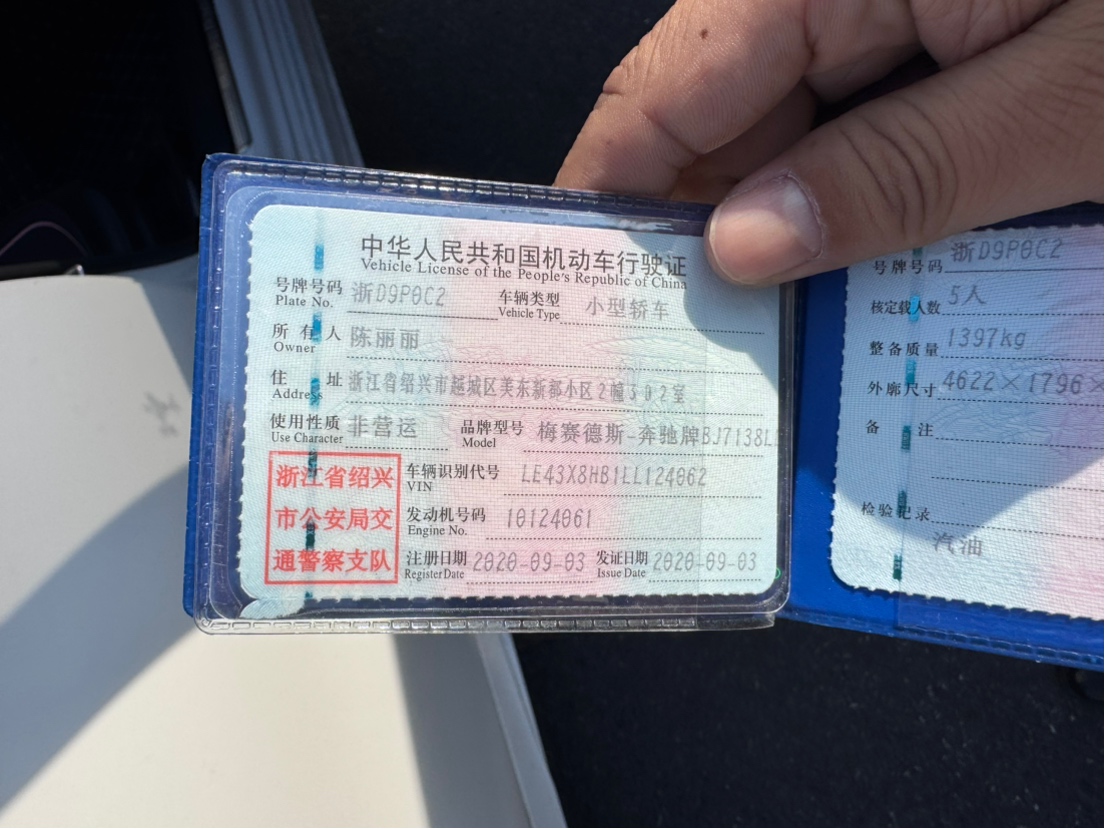 中华人民共和国机动车行驶证
Vehicle License of the People's Republic of China
号牌号码 浙D9P0C2 车辆类型 小型轿车
Plate No. Vehicle Type
所有人 陈丽丽
Owner
住址 浙江省绍兴市越城区美东新都小区2幢302室
Address
使用性质 非营运 品牌型号 梅赛德斯-奔驰牌BJ7138L
Use Character Model
浙江省绍兴
市公安局交
通警察支队
车辆识别代号 LE43X8HB1LL124062
VIN
发动机号码 10124061
Engine No.
注册日期 2020-09-03 发证日期 2020-09-03
Register Date Issue Date
号牌号码 浙D9P0C2
核定载人数 5人
整备质量 1397kg
外廓尺寸 4622×1796×
备注
检验记录
汽油